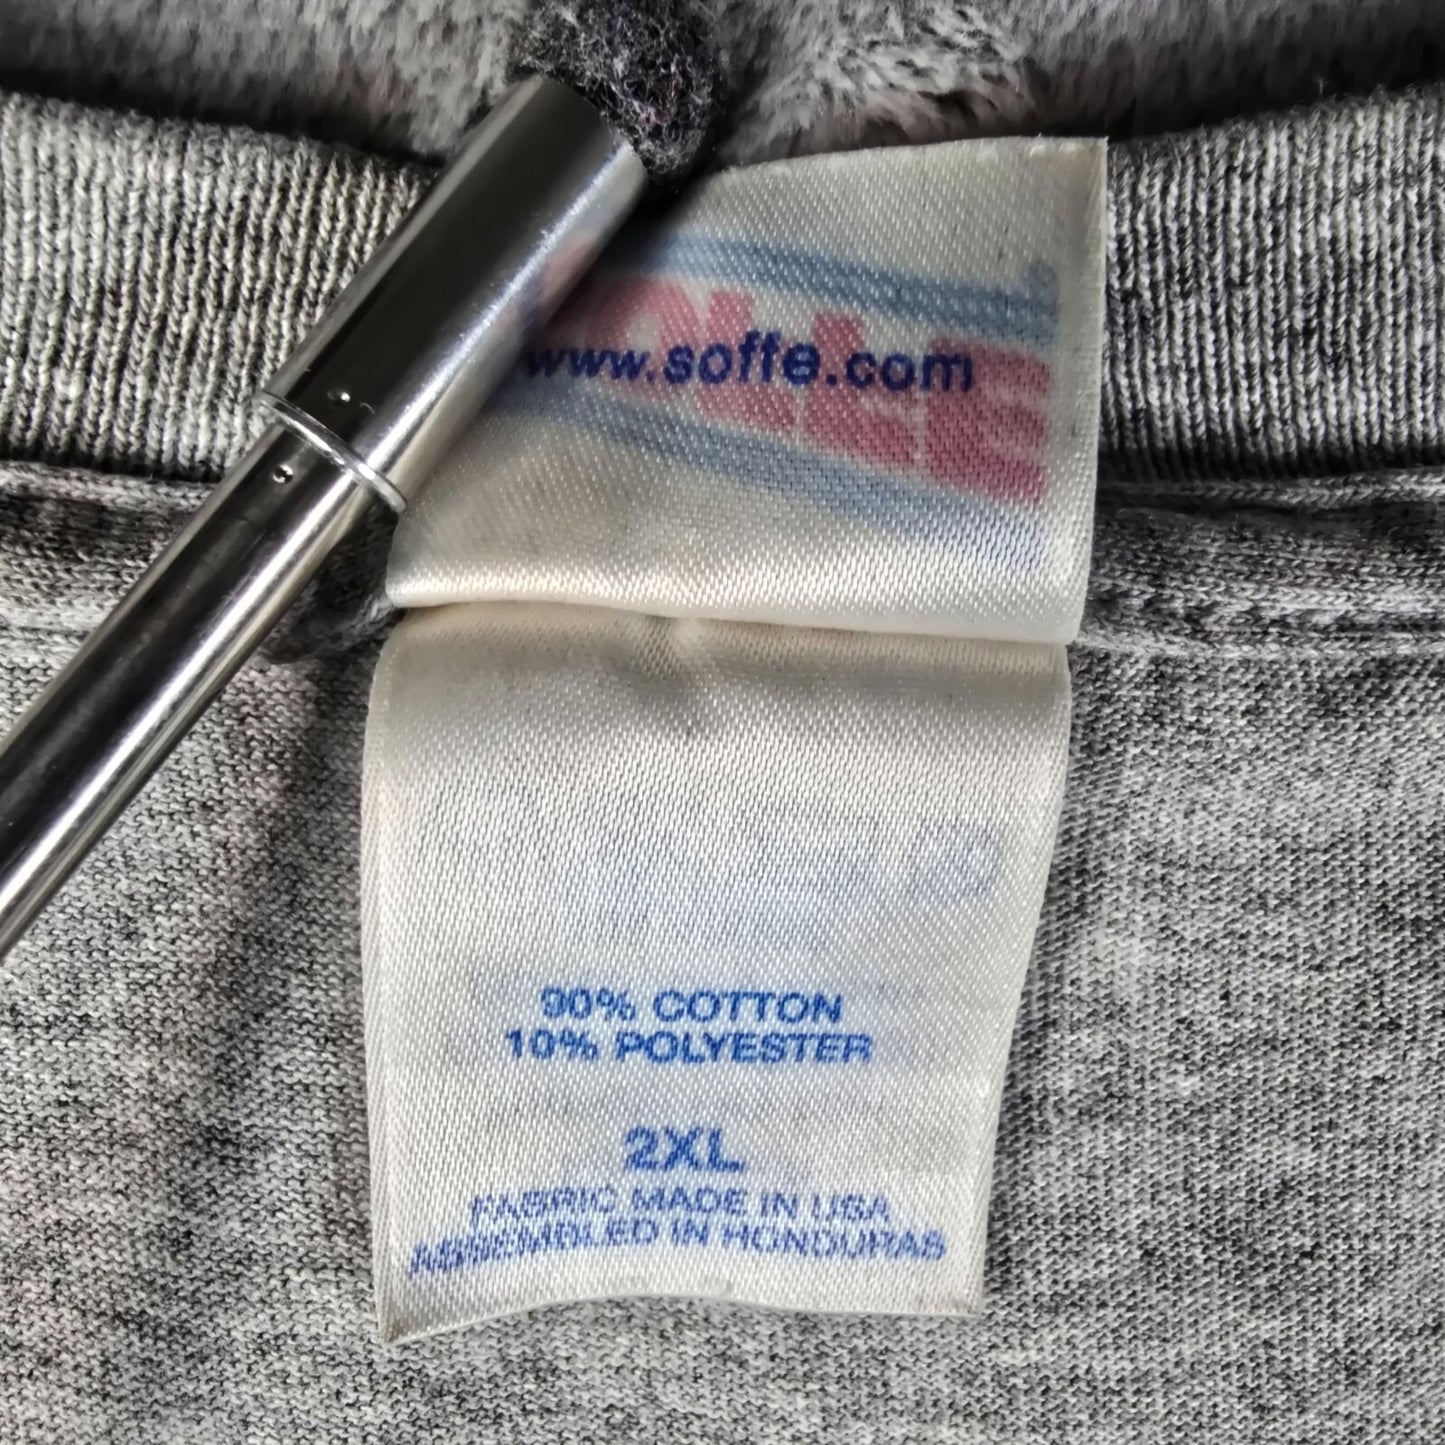 www.soffe.com
90% COTTON
10% POLYESTER
2XL
FABRIC MADE IN USA
ASSEMBLED IN HONDURAS